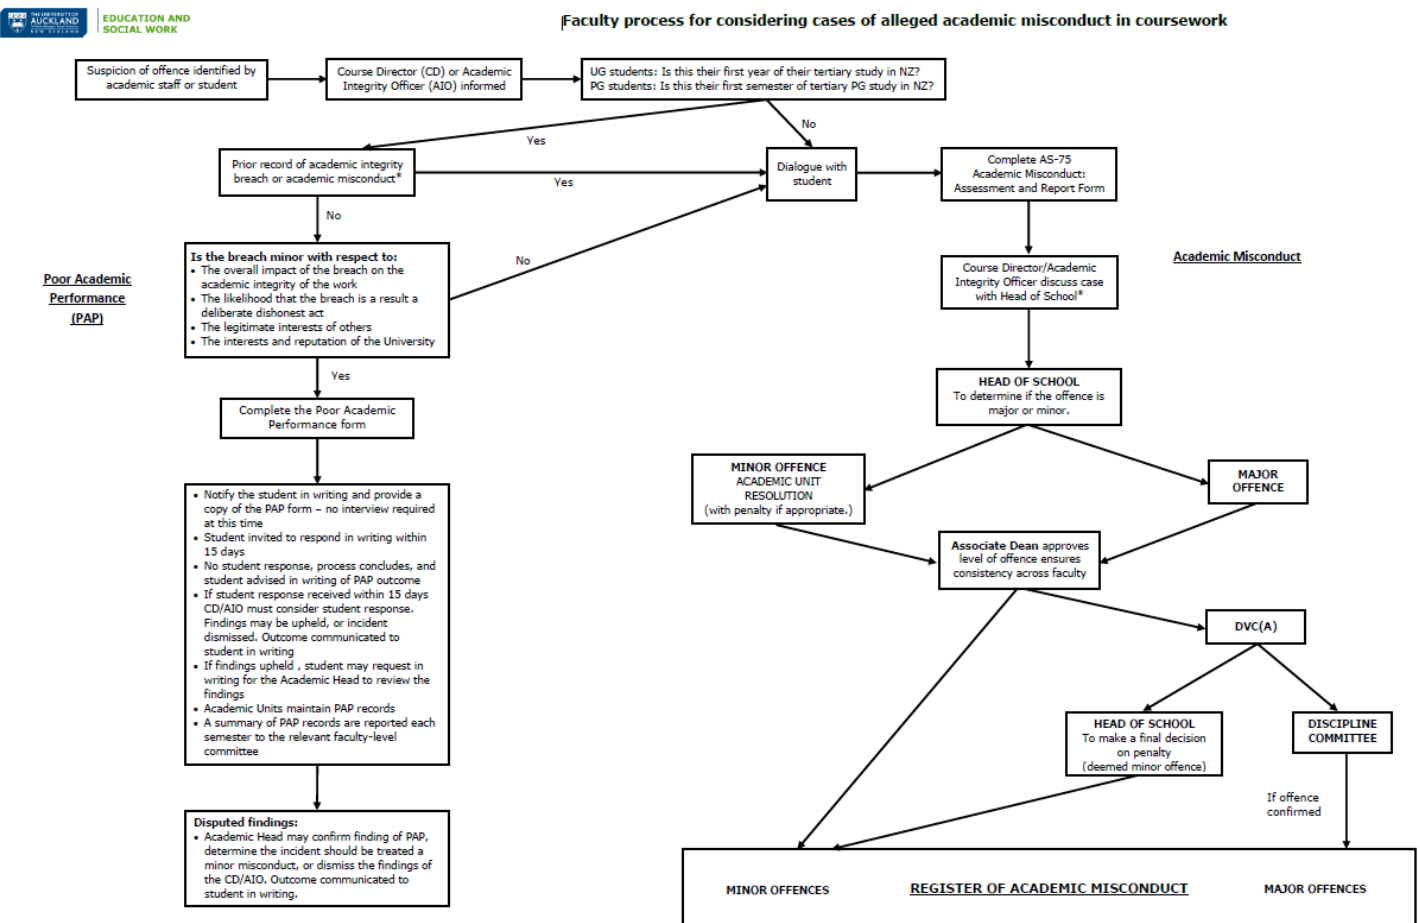 THE UNIVERSITY OF
AUCKLAND
NEW ZEALAND
EDUCATION AND
SOCIAL WORK
Faculty process for considering cases of alleged academic misconduct in coursework
Suspicion of offence identified by
academic staff or student
Course Director (CD) or Academic
Integrity Officer (AIO) informed
UG students: Is this their first year of their tertiary study in NZ?
PG students: Is this their first semester of tertiary PG study in NZ?
Yes
No
Prior record of academic integrity
breach or academic misconduct*
Yes
Dialogue with
student
Complete AS-75
Academic Misconduct:
Assessment and Report Form
No
Poor Academic
Performance
(PAP)
Is the breach minor with respect to:
• The overall impact of the breach on the
academic integrity of the work
• The likelihood that the breach is a result a
deliberate dishonest act
• The legitimate interests of others
• The interests and reputation of the University
No
Course Director/Academic
Integrity Officer discuss case
with Head of School*
Academic Misconduct
Yes
Complete the Poor Academic
Performance form
HEAD OF SCHOOL
To determine if the offence is
major or minor.
MINOR OFFENCE
ACADEMIC UNIT
RESOLUTION
(with penalty if appropriate.)
MAJOR
OFFENCE
• Notify the student in writing and provide a
copy of the PAP form – no interview required
at this time
• Student invited to respond in writing within
15 days
• No student response, process concludes, and
student advised in writing of PAP outcome
• If student response received within 15 days
CD/AIO must consider student response.
Findings may be upheld, or incident
dismissed. Outcome communicated to
student in writing
• If findings upheld , student may request in
writing for the Academic Head to review the
findings
• Academic Units maintain PAP records
• A summary of PAP records are reported each
semester to the relevant faculty-level
committee
Associate Dean approves
level of offence ensures
consistency across faculty
DVC(A)
HEAD OF SCHOOL
To make a final decision
on penalty
(deemed minor offence)
DISCIPLINE
COMMITTEE
If offence
confirmed
Disputed findings:
• Academic Head may confirm finding of PAP,
determine the incident should be treated a
minor misconduct, or dismiss the findings of
the CD/AIO. Outcome communicated to
student in writing.
MINOR OFFENCES
REGISTER OF ACADEMIC MISCONDUCT
MAJOR OFFENCES